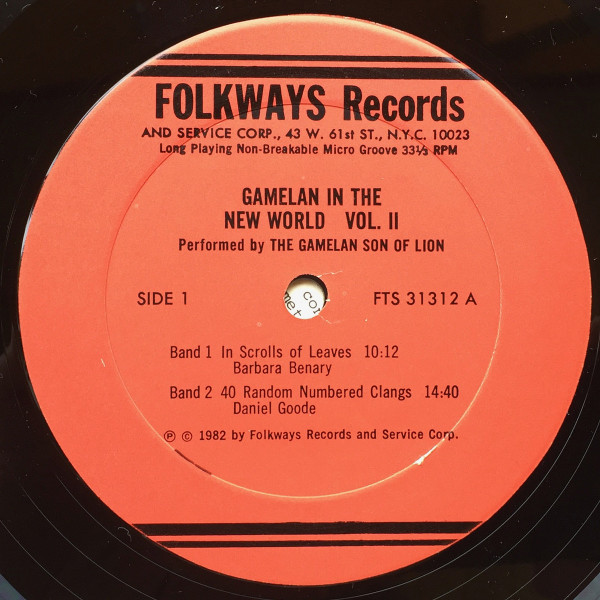 FOLKWAYS Records
AND SERVICE CORP., 43 W. 61st ST., N.Y.C. 10023
Long Playing Non-Breakable Micro Groove 33⅓ RPM
GAMELAN IN THE
NEW WORLD VOL. II
Performed by THE GAMELAN SON OF LION
SIDE 1
FTS 31312 A
Band 1 In Scrolls of Leaves 10:12
Barbara Benary
Band 2 40 Random Numbered Clangs 14:40
Daniel Goode
℗ © 1982 by Folkways Records and Service Corp.